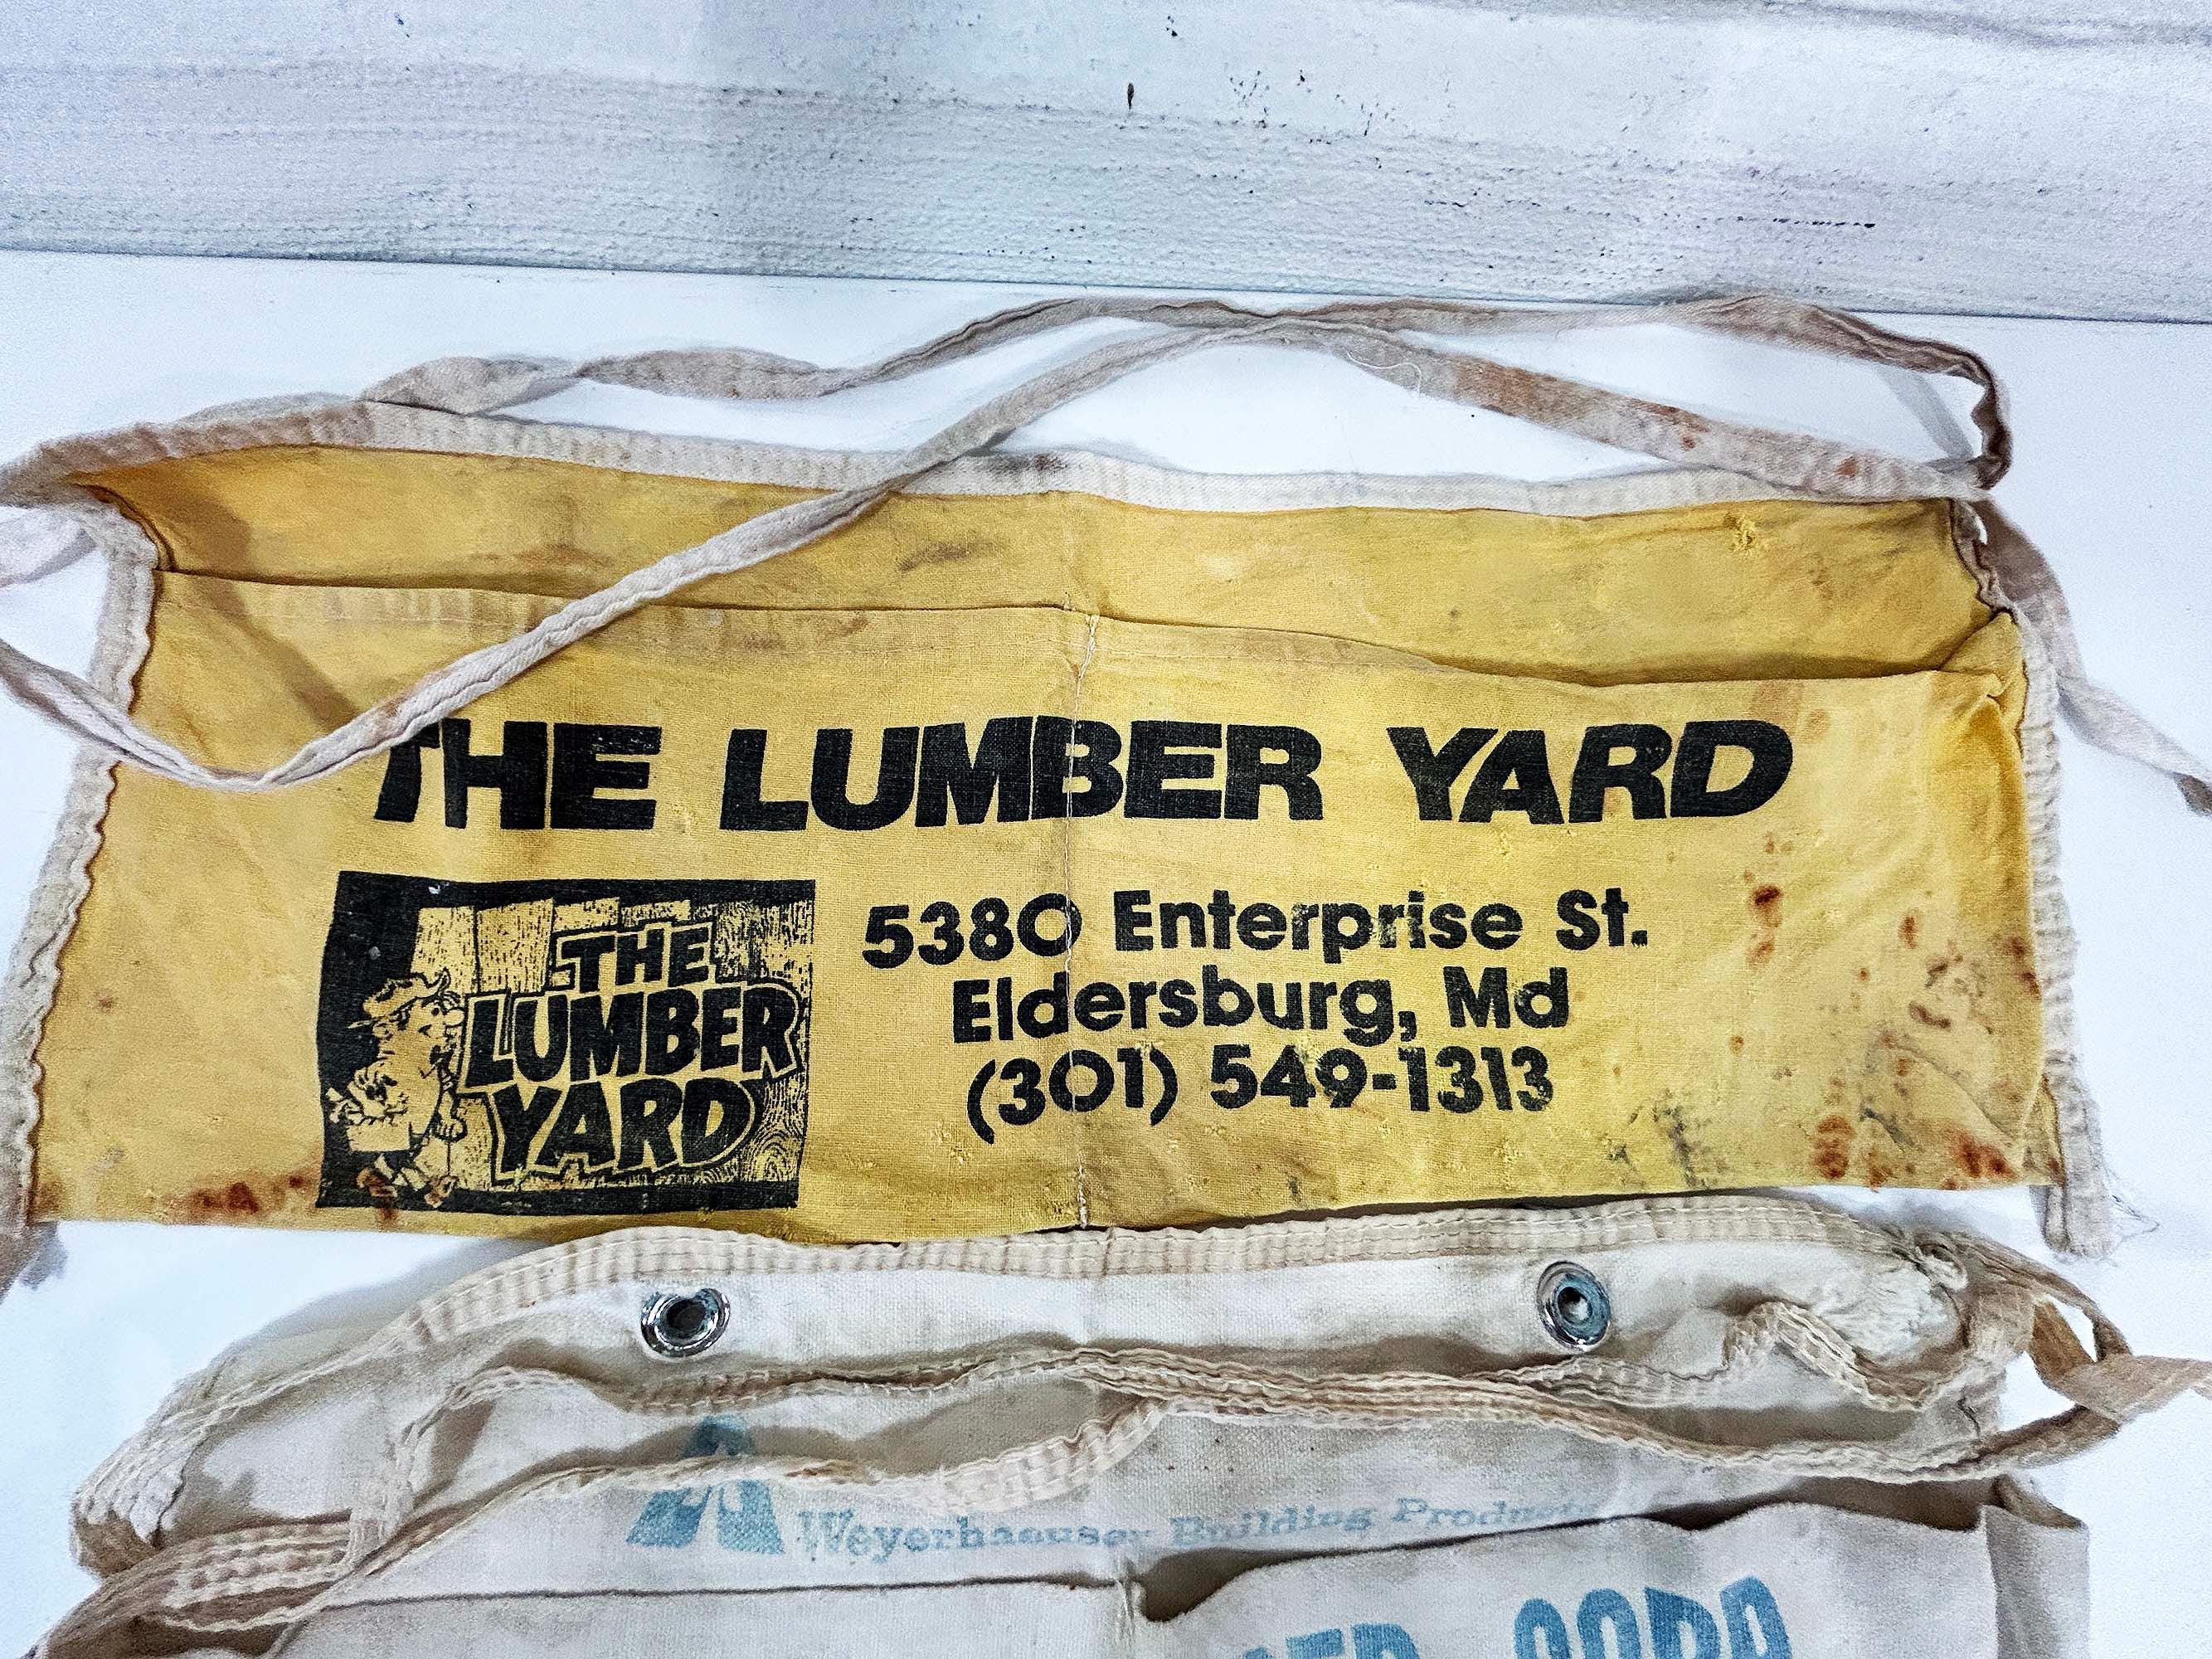 THE LUMBER YARD
THE
LUMBER
YARD
5380 Enterprise St.
Eldersburg, Md
(301) 549-1313
Weyerhaeuser Building Products